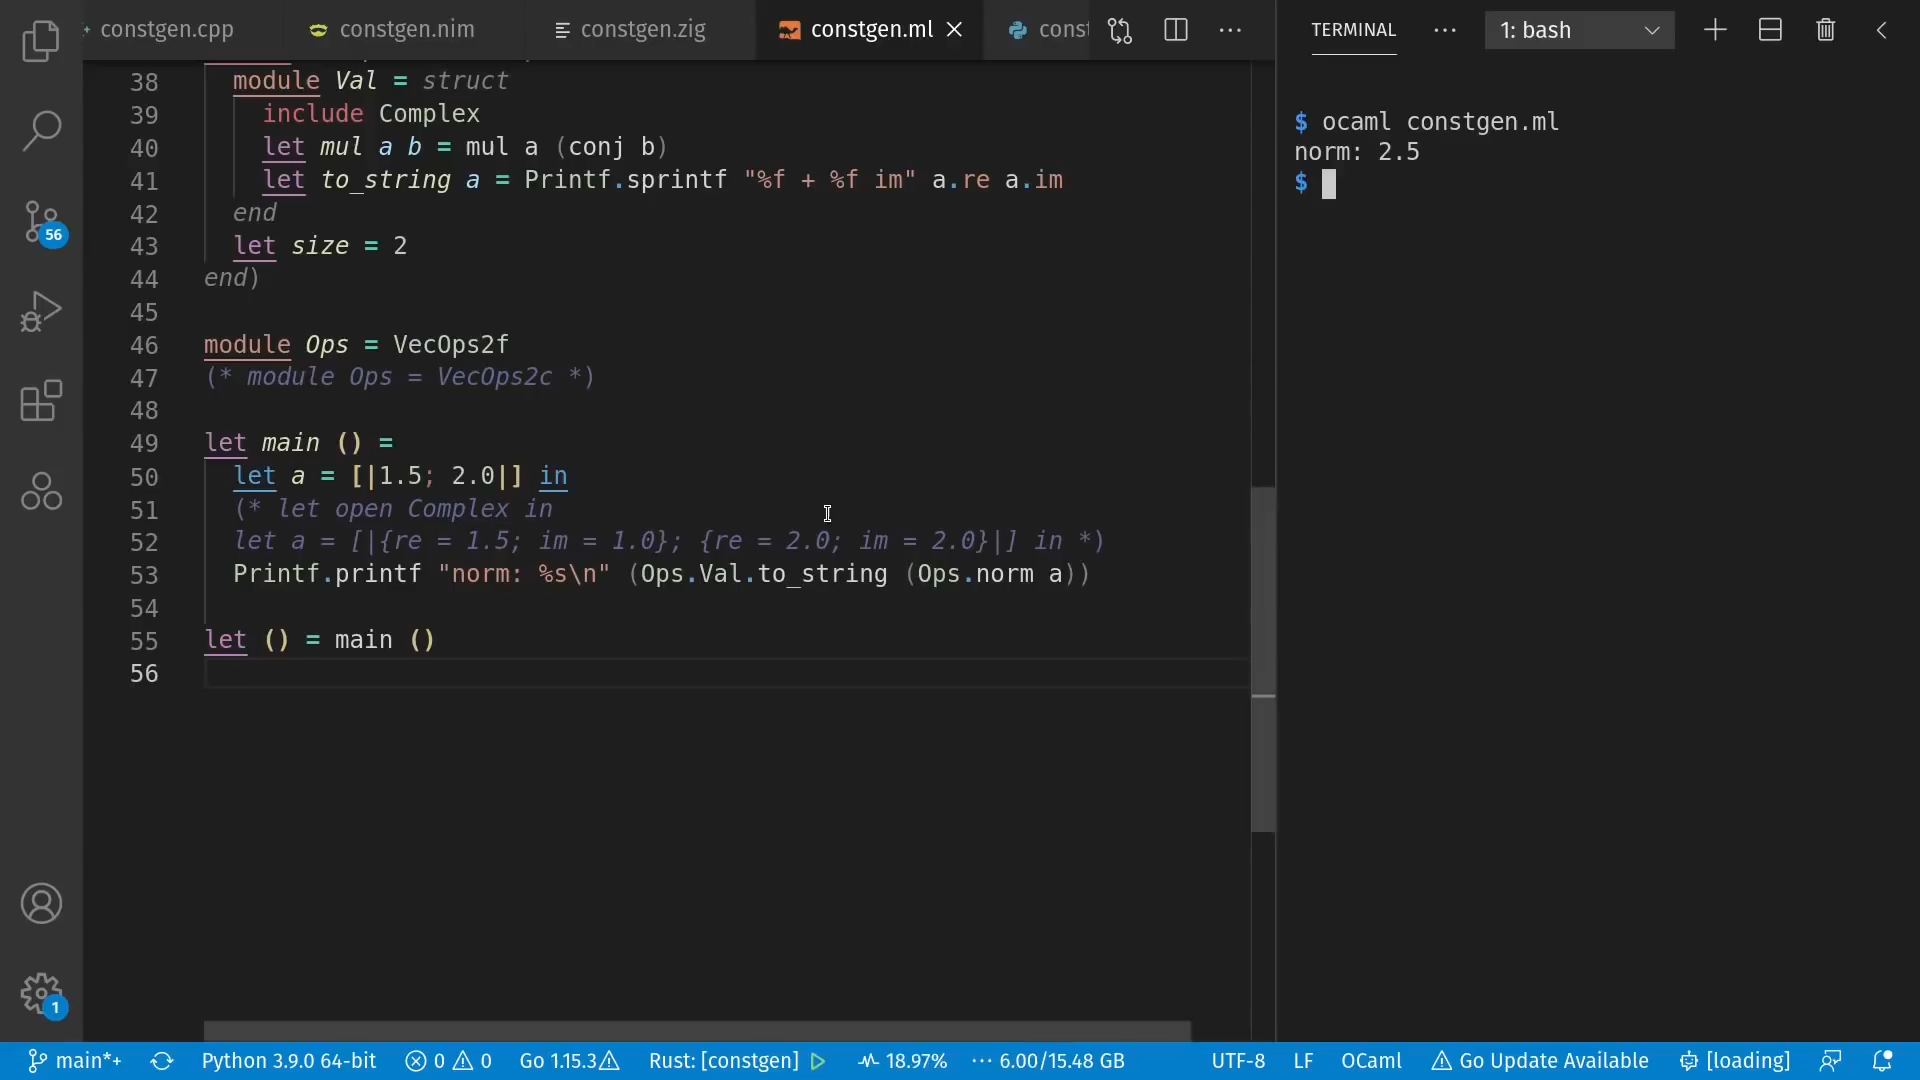 constgen.cpp constgen.nim constgen.zig constgen.ml const
TERMINAL 1: bash
38 module Val = struct
39 include Complex
40 let mul a b = mul a (conj b)
41 let to_string a = Printf.sprintf "%f + %f im" a.re a.im
42 end
43 let size = 2
44 end)
45
46 module Ops = VecOps2f
47 (* module Ops = VecOps2c *)
48
49 let main () =
50 let a = [|1.5; 2.0|] in
51 (* let open Complex in
52 let a = [|{re = 1.5; im = 1.0}; {re = 2.0; im = 2.0}|] in *)
53 Printf.printf "norm: %s\n" (Ops.Val.to_string (Ops.norm a))
54
55 let () = main ()
56
$ ocaml constgen.ml
norm: 2.5
$
56
1
main*+ Python 3.9.0 64-bit 0 0 Go 1.15.3 Rust: [constgen] 18.97% ··· 6.00/15.48 GB UTF-8 LF OCaml Go Update Available [loading]